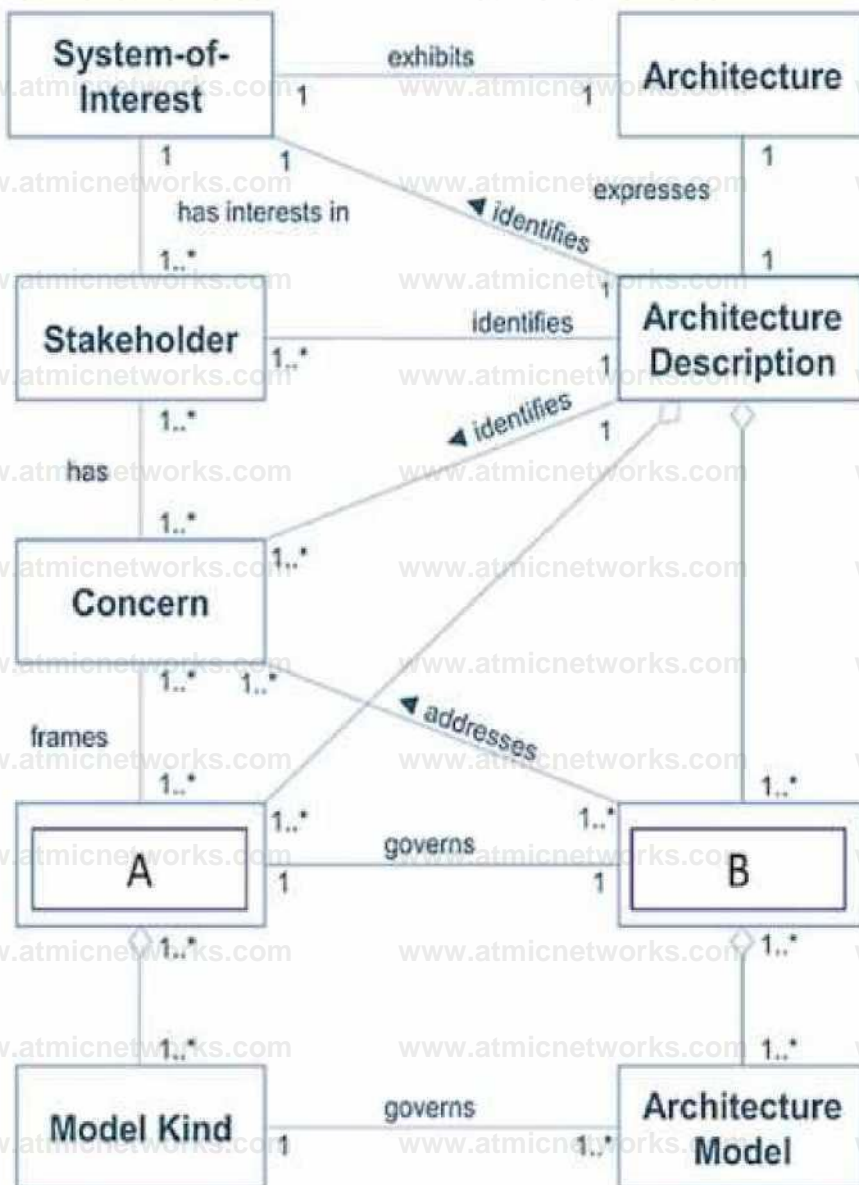 System-of-
Interest
exhibits
1
1
Architecture
1
1
has interests in
1..*
identifies
1
expresses
1
1
Stakeholder
1..*
identifies
1
Architecture
Description
1..*
has
1..*
identifies
1
1..*
Concern
1..*
1..*
frames
addresses
1..*
1..*
1..*
1..*
A
governs
1
1
B
1..*
1..*
1..*
1..*
Model Kind
governs
1
1..*
Architecture
Model
www.atmicnetworks.com